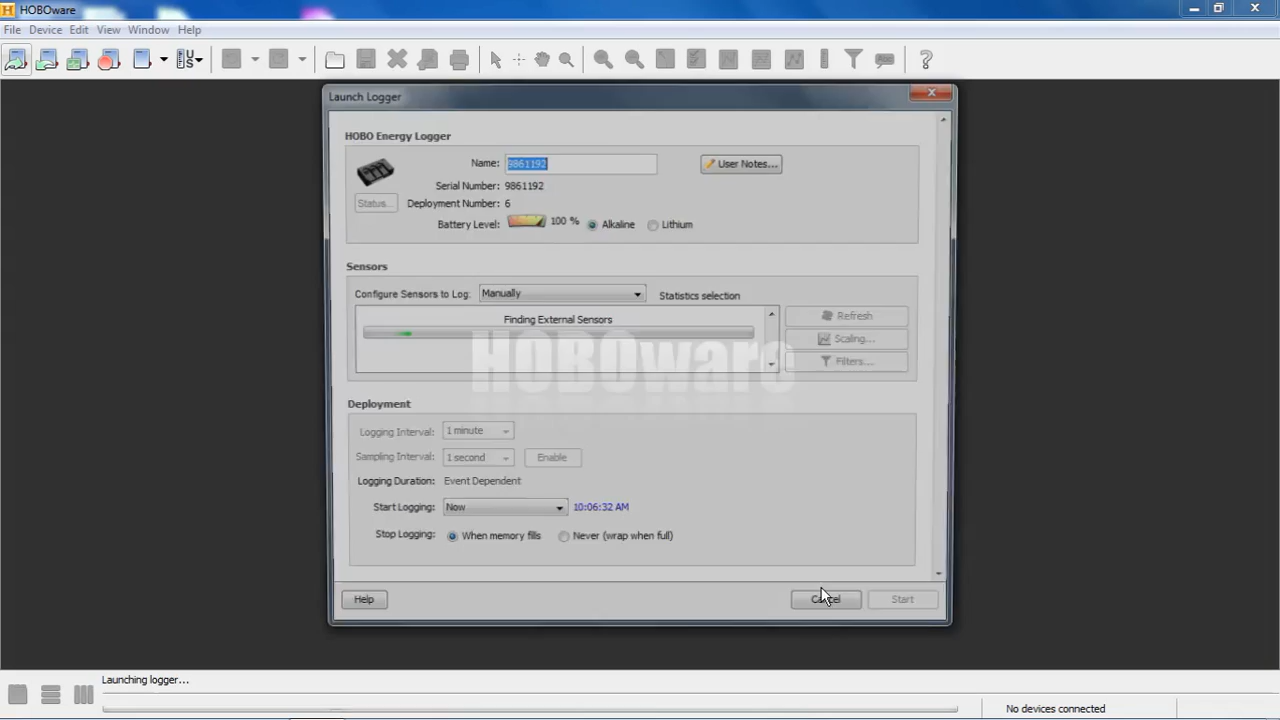 HOBOware
File Device Edit View Window Help
Launch Logger
HOBO Energy Logger
Name: 9861192
User Notes...
Serial Number: 9861192
Status...
Deployment Number: 6
Battery Level: 100 % Alkaline Lithium
Sensors
Configure Sensors to Log: Manually
Statistics selection
Finding External Sensors
Refresh
Scaling...
Filters...
HOBOware
Deployment
Logging Interval: 1 minute
Sampling Interval: 1 second Enable
Logging Duration: Event Dependent
Start Logging: Now 10:06:32 AM
Stop Logging: When memory fills Never (wrap when full)
Help Cancel Start
Launching logger...
No devices connected